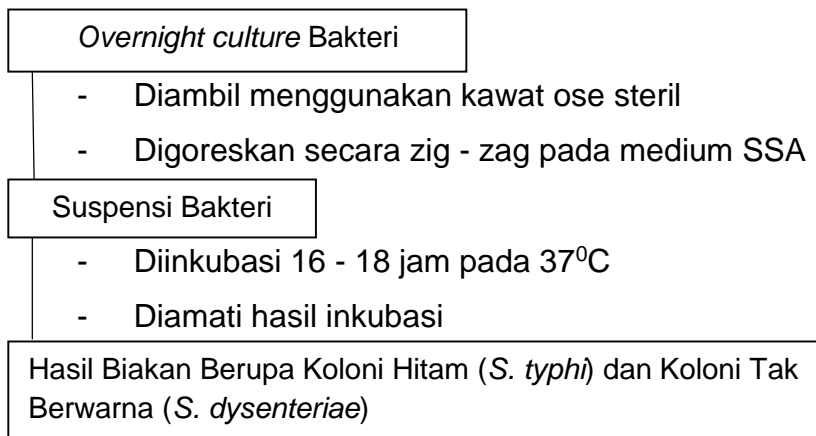 Overnight culture Bakteri
- Diambil menggunakan kawat ose steril
- Digoreskan secara zig - zag pada medium SSA
Suspensi Bakteri
- Diinkubasi 16 - 18 jam pada 37⁰C
- Diamati hasil inkubasi
Hasil Biakan Berupa Koloni Hitam (S. typhi) dan Koloni Tak
Berwarna (S. dysenteriae)